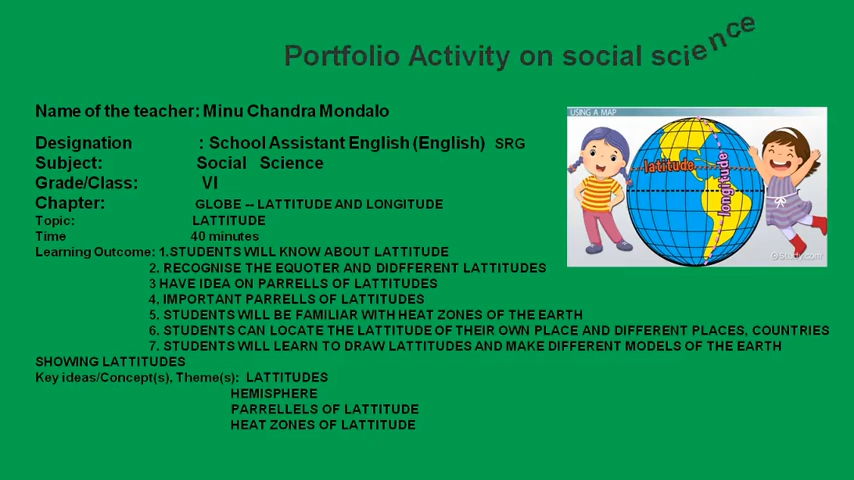 Portfolio Activity on social science
Name of the teacher: Minu Chandra Mondalo
Designation : School Assistant English (English) SRG
Subject: Social Science
Grade/Class: VI
Chapter: GLOBE -- LATTITUDE AND LONGITUDE
Topic: LATTITUDE
Time 40 minutes
Learning Outcome: 1.STUDENTS WILL KNOW ABOUT LATTITUDE
2, RECOGNISE THE EQUOTER AND DIDFFERENT LATTITUDES
3 HAVE IDEA ON PARRELLS OF LATTITUDES
4, IMPORTANT PARRELLS OF LATTITUDES
5. STUDENTS WILL BE FAMILIAR WITH HEAT ZONES OF THE EARTH
6. STUDENTS CAN LOCATE THE LATTITUDE OF THEIR OWN PLACE AND DIFFERENT PLACES, COUNTRIES
7. STUDENTS WILL LEARN TO DRAW LATTITUDES AND MAKE DIFFERENT MODELS OF THE EARTH
SHOWING LATTITUDES
Key ideas/Concept(s), Theme(s): LATTITUDES
HEMISPHERE
PARRELLELS OF LATTITUDE
HEAT ZONES OF LATTITUDE
USING A MAP
latitude
longitude
©Study.com